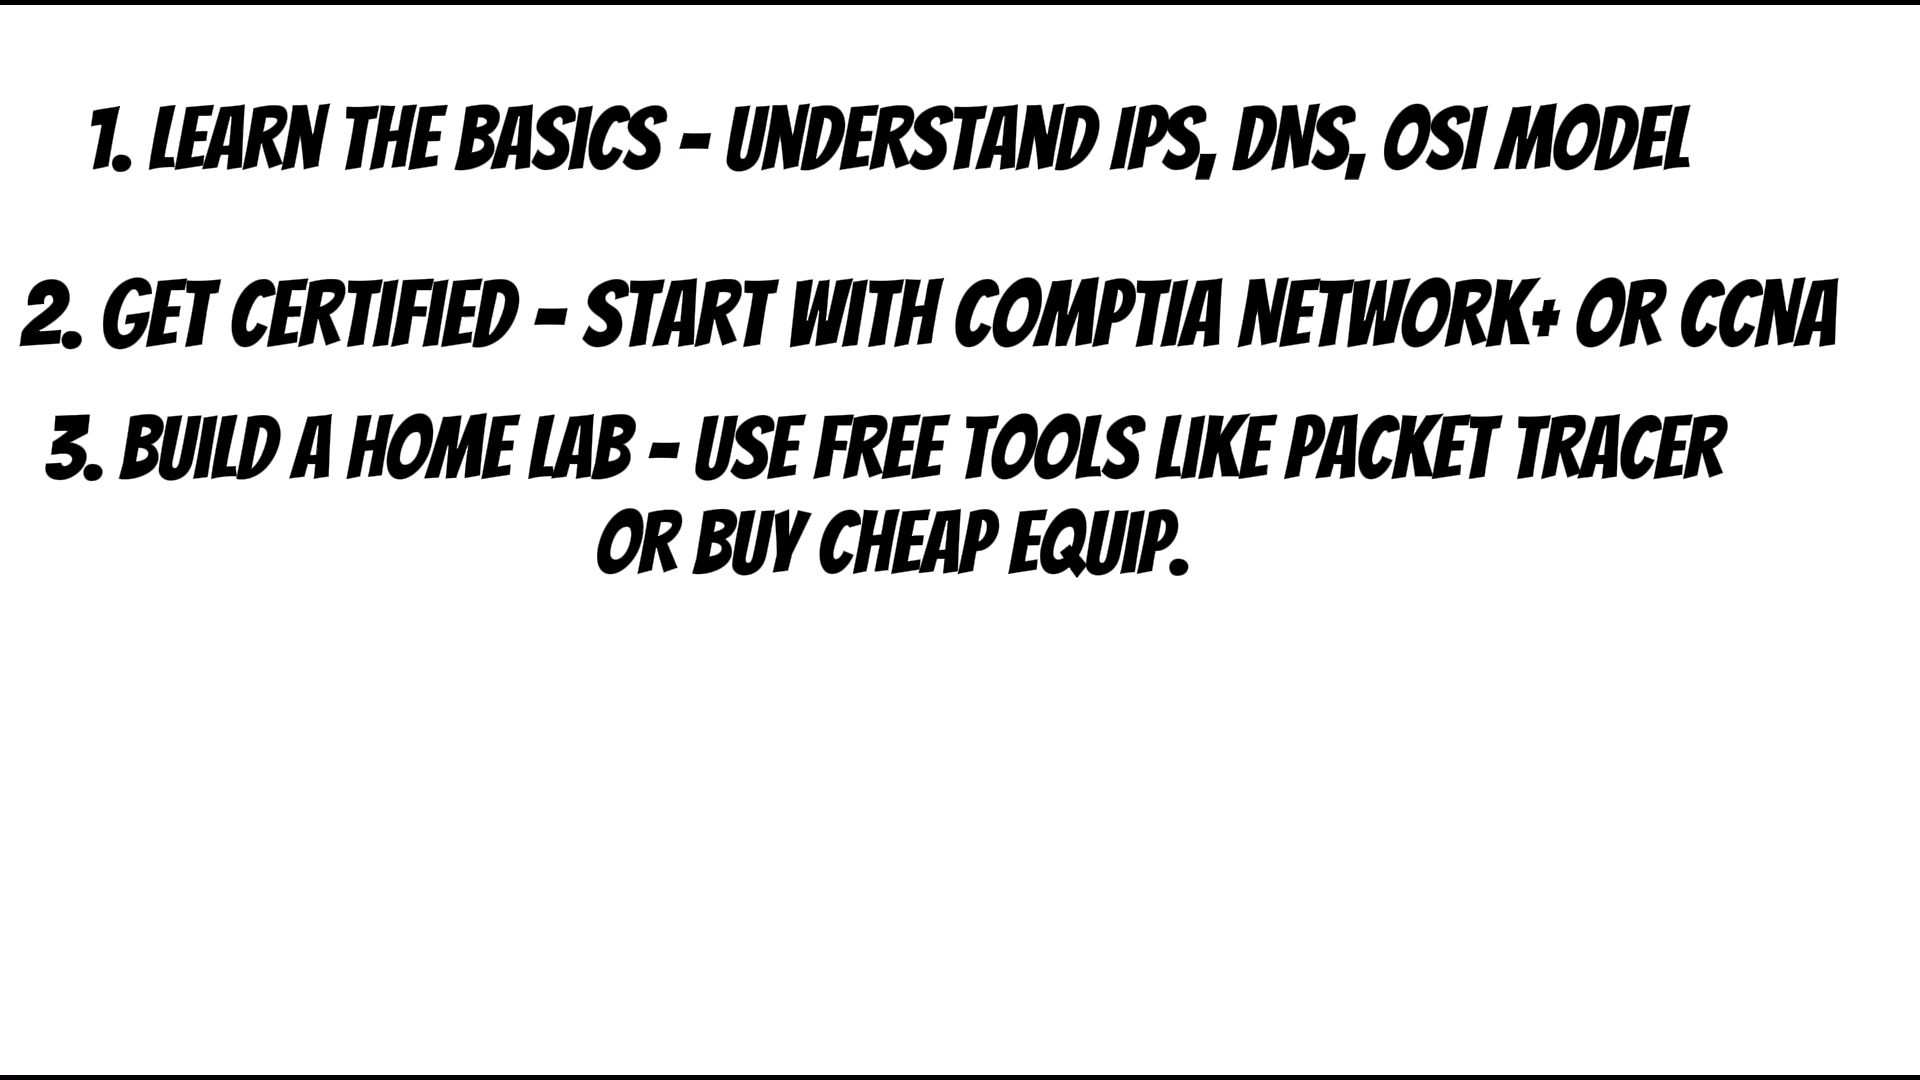 1. LEARN THE BASICS - UNDERSTAND IPS, DNS, OSI MODEL
2. GET CERTIFIED - START WITH COMPTIA NETWORK+ OR CCNA
3. BUILD A HOME LAB - USE FREE TOOLS LIKE PACKET TRACER
OR BUY CHEAP EQUIP.